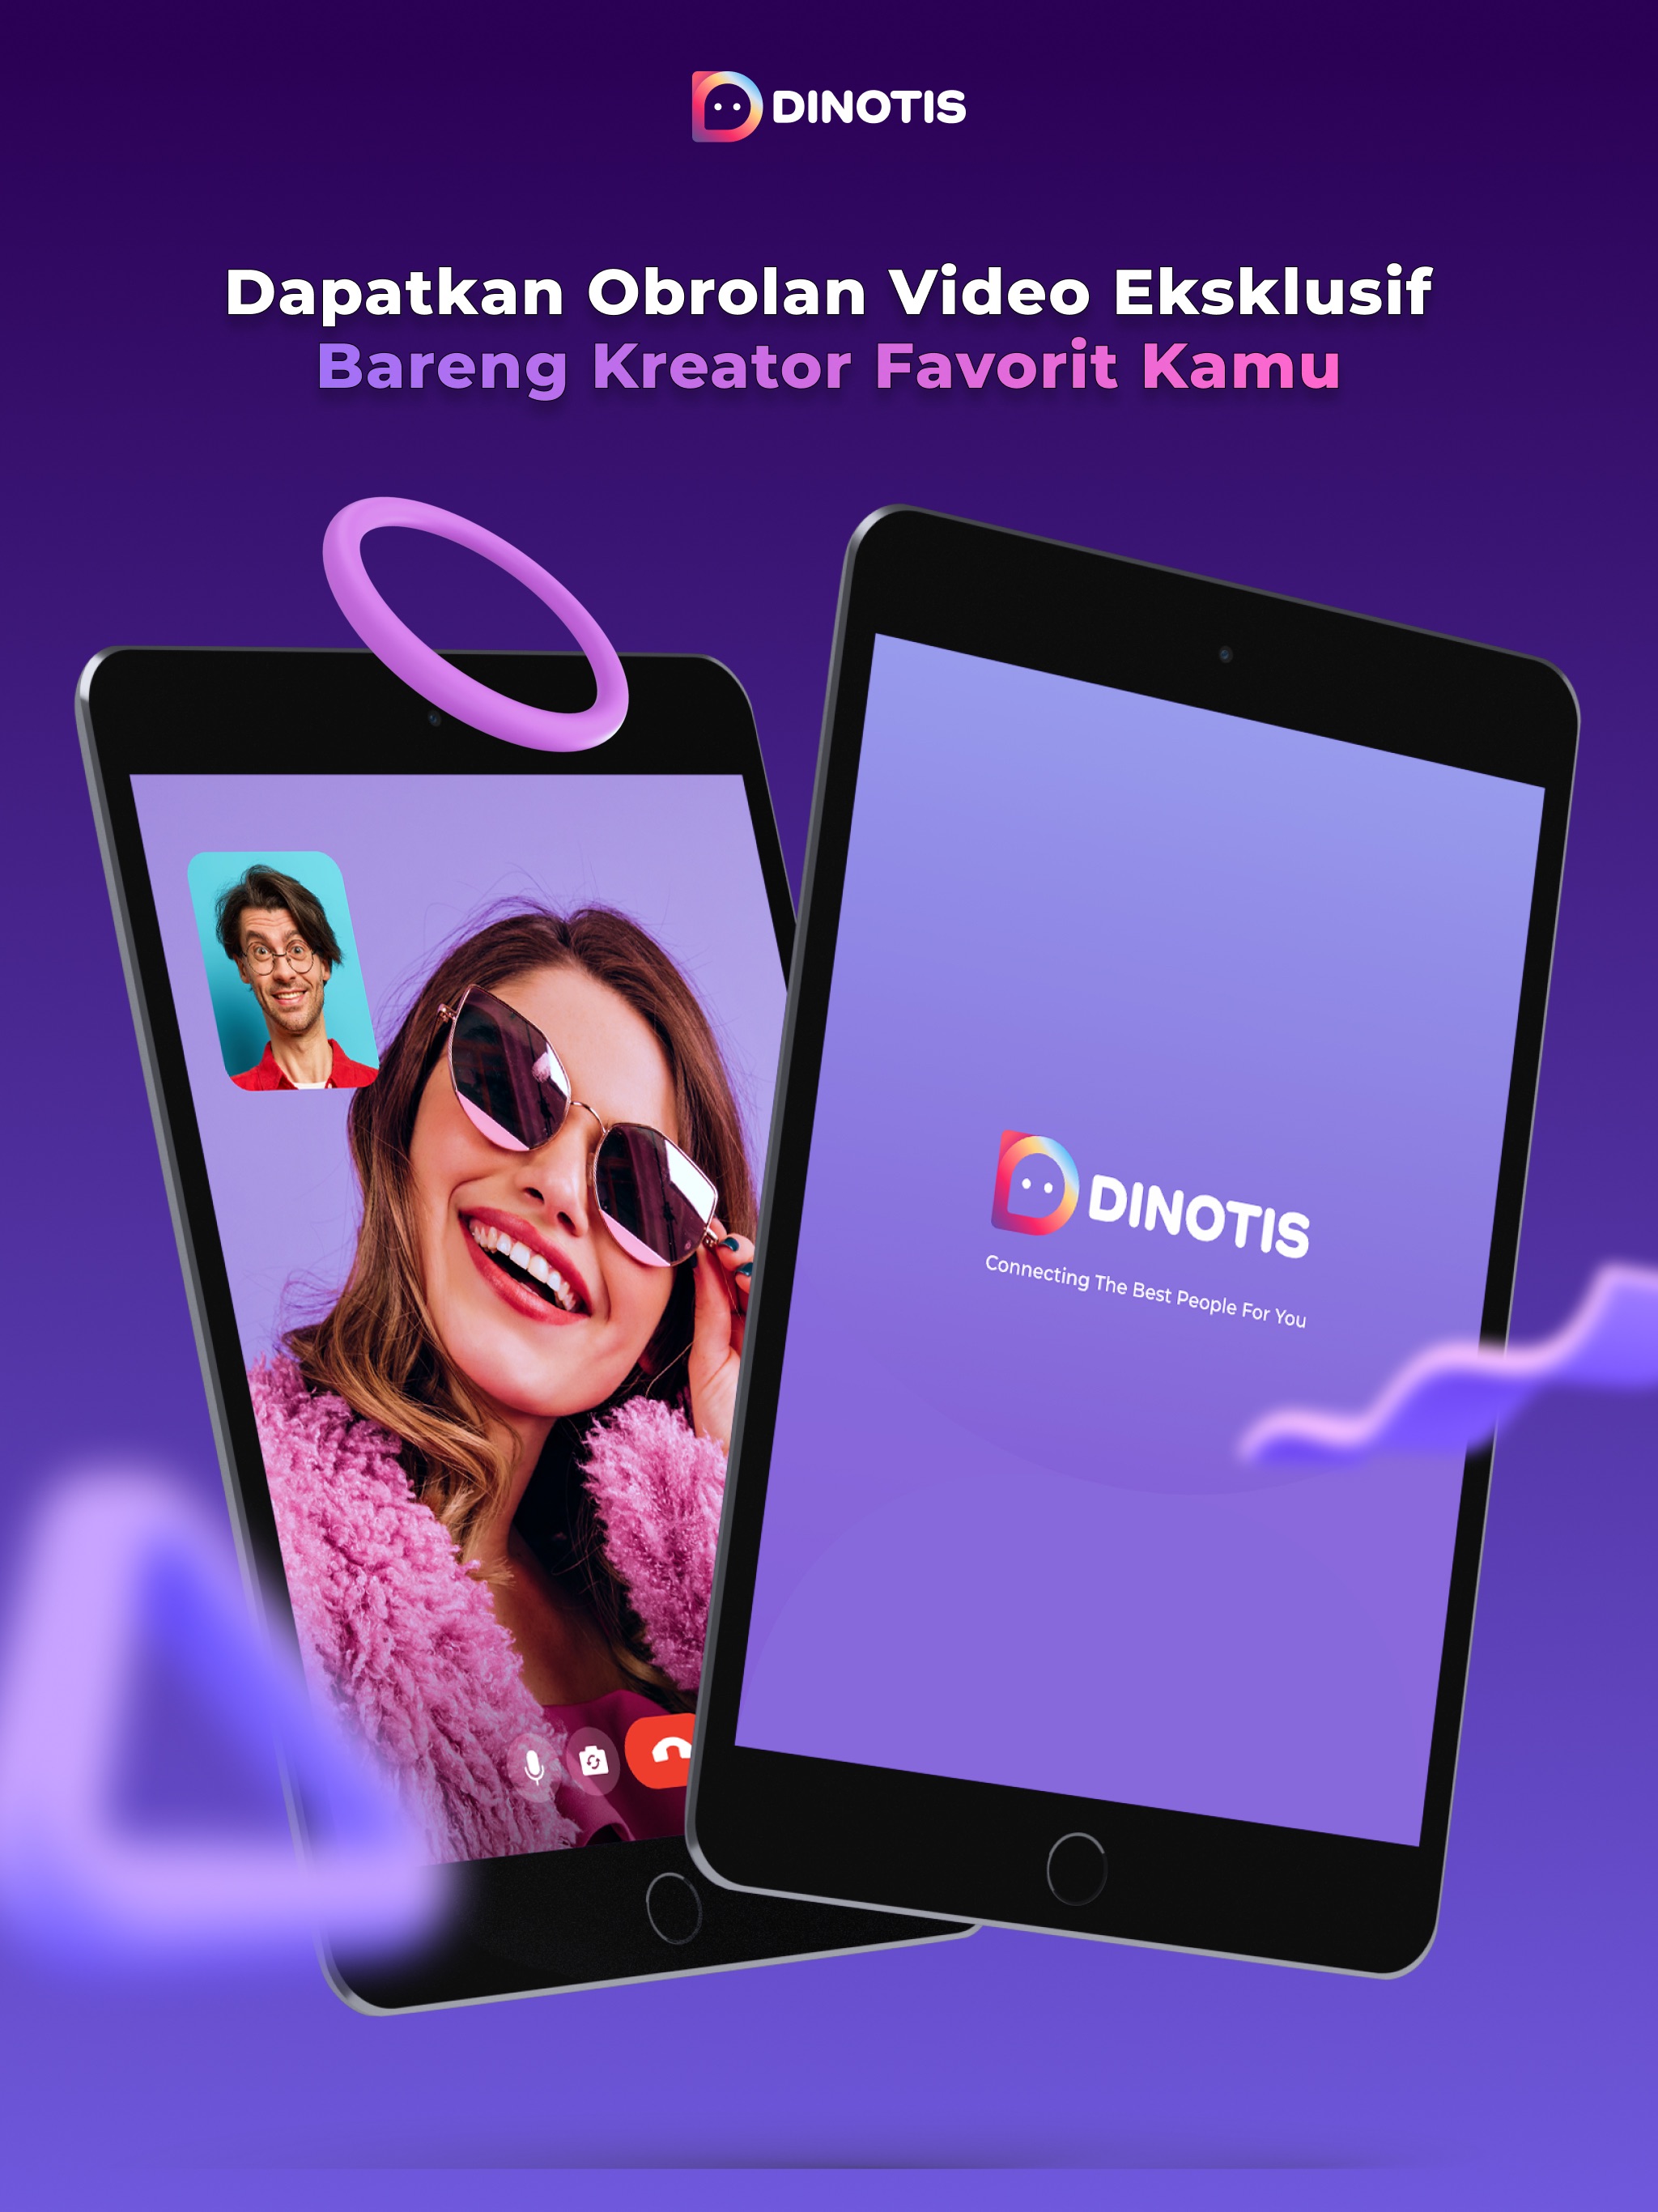 DINOTIS
Dapatkan Obrolan Video Eksklusif
Bareng Kreator Favorit Kamu
DINOTIS
Connecting The Best People For You